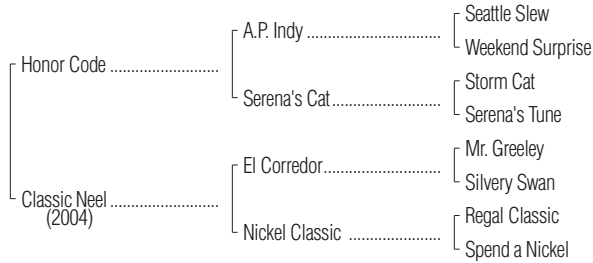 Seattle Slew
A.P. Indy ..............................
Weekend Surprise
Honor Code ........................
Storm Cat
Serena's Cat........................
Serena's Tune
Mr. Greeley
El Corredor..........................
Silvery Swan
Classic Neel ........................
(2004)
Regal Classic
Nickel Classic ....................
Spend a Nickel